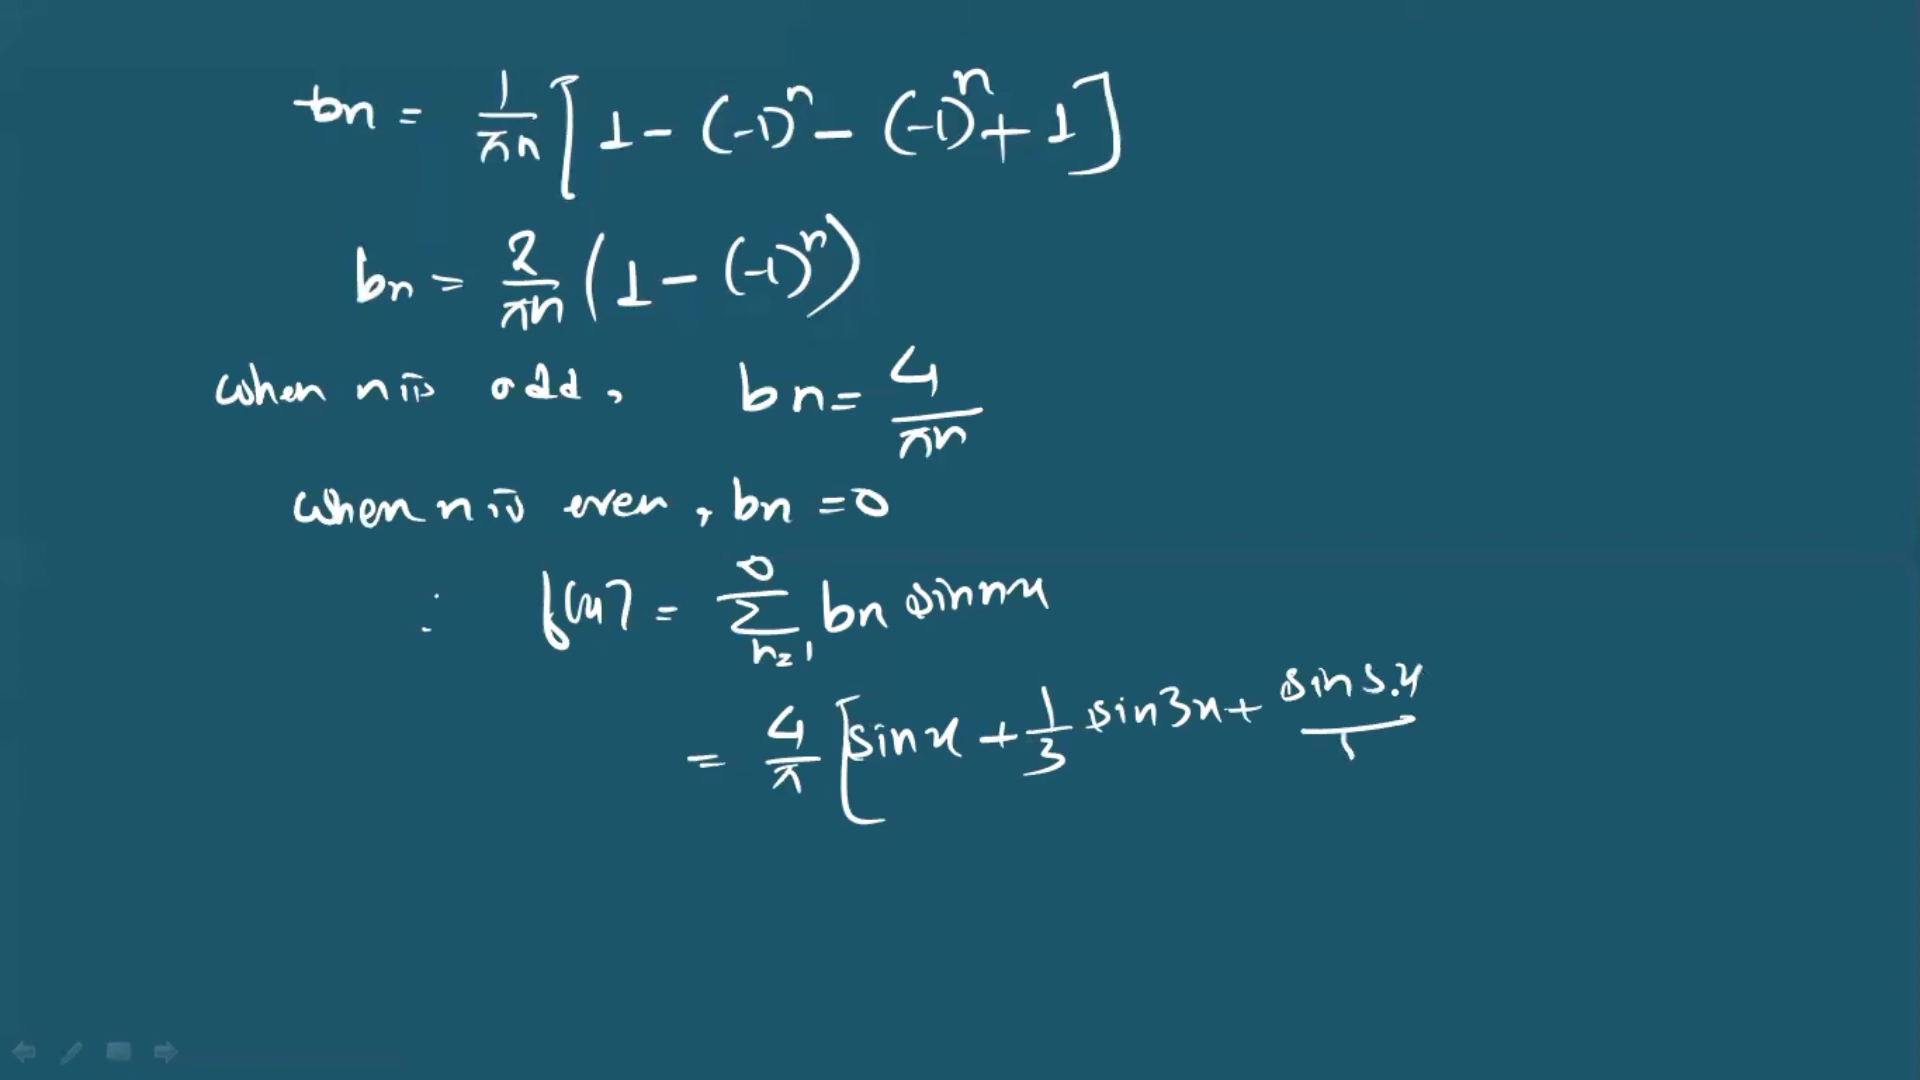 bn = 1/πn [1 - (-1)^n - (-1)^n + 1]
bn = 2/πn (1 - (-1)^n)
when n is odd, bn = 4/πn
when n is even, bn = 0
∴ f(x) = ∑_{n=1}^{∞} bn sin nx
= 4/π [sin x + 1/3 sin 3x + sin 5x/